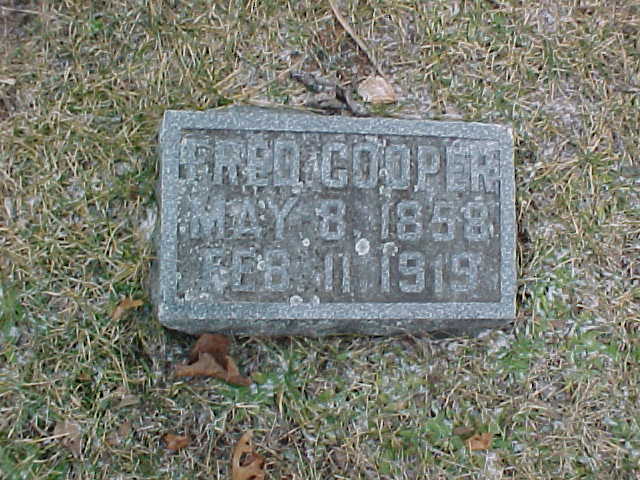 FRED COOPER
MAY 8, 1858
FEB. 11, 1919